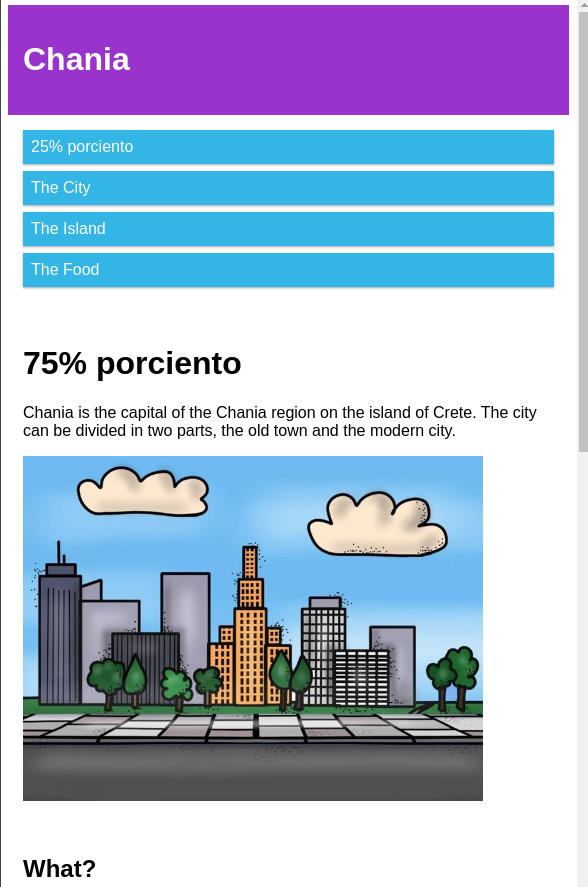 Chania
25% porciento
The City
The Island
The Food
75% porciento
Chania is the capital of the Chania region on the island of Crete. The city
can be divided in two parts, the old town and the modern city.
What?